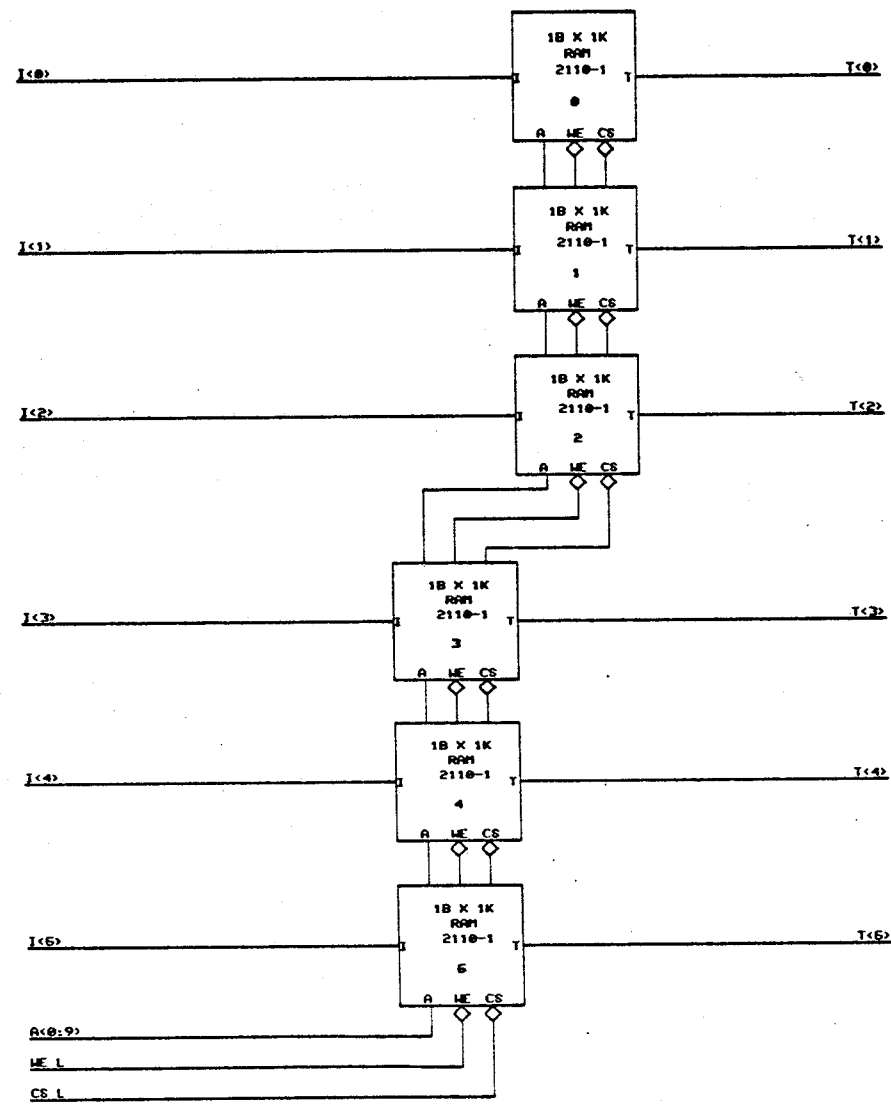 1B X 1K
RAM
2110-1
I<0>
I
T
T<0>
0
A WE CS
1B X 1K
RAM
2110-1
I<1>
I
T
T<1>
1
A WE CS
1B X 1K
RAM
2110-1
I<2>
I
T
T<2>
2
A WE CS
1B X 1K
RAM
2110-1
I<3>
I
T
T<3>
3
A WE CS
1B X 1K
RAM
2110-1
I<4>
I
T
T<4>
4
A WE CS
1B X 1K
RAM
2110-1
I<5>
I
T
T<5>
5
A WE CS
A<0:9>
WE L
CS L